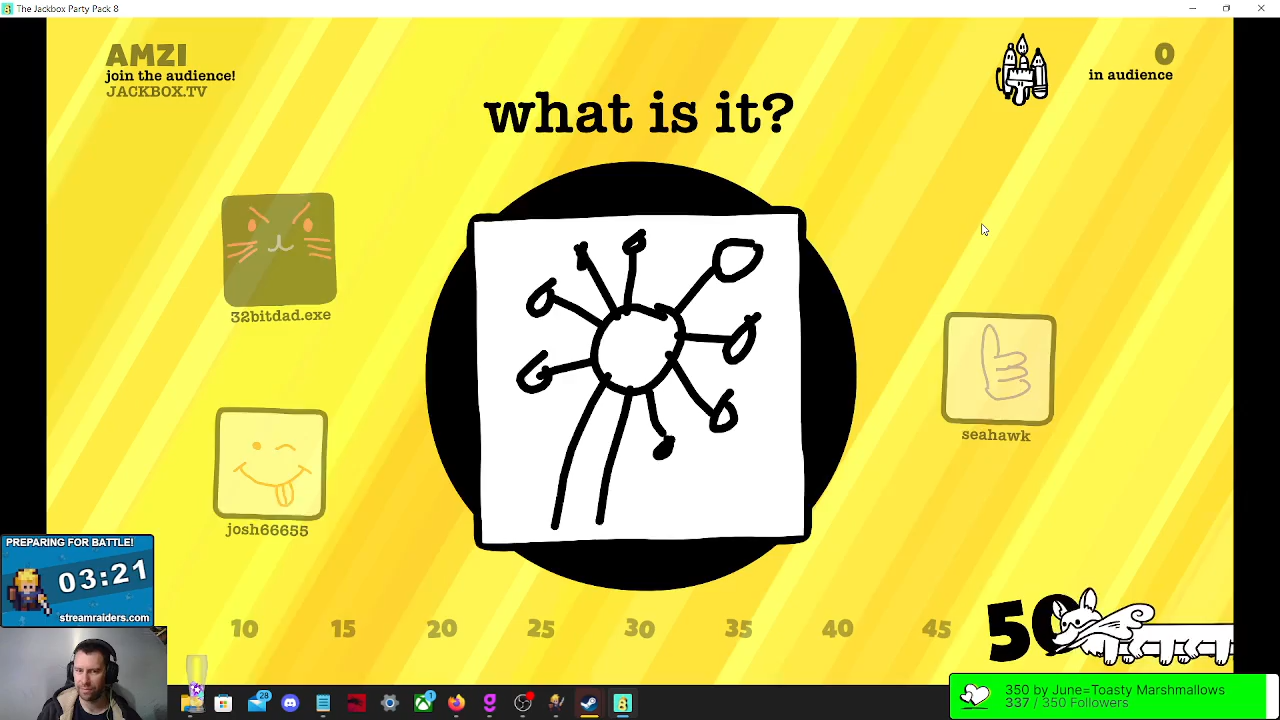 The Jackbox Party Pack 8
AMZI
join the audience!
JACKBOX.TV
0
in audience
what is it?
32bitdad.exe
seahawk
josh66655
PREPARING FOR BATTLE!
03:21
streamraiders.com
10 15 20 25 30 35 40 45 50
28
1
350 by June=Toasty Marshmallows
337 / 350 Followers